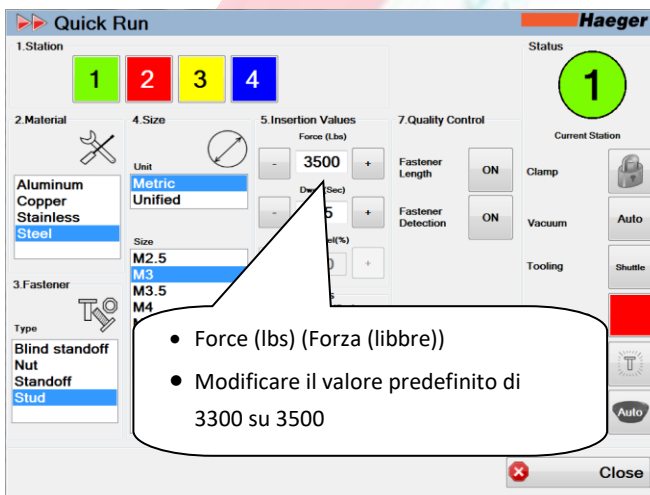 Quick Run
Haeger
1.Station
1
2
3
4
Status
1
Current Station
2.Material
Aluminum
Copper
Stainless
Steel
3.Fastener
Type
Blind standoff
Nut
Standoff
Stud
4.Size
Unit
Metric
Unified
Size
M2.5
M3
M3.5
M4
5.Insertion Values
Force (Lbs)
-
3500
+
(Sec)
-
5
+
el(%)
+
7.Quality Control
Fastener
Length
ON
Fastener
Detection
ON
Clamp
Vacuum
Auto
Tooling
Shuttle
T
Auto
• Force (lbs) (Forza (libbre))
• Modificare il valore predefinito di
3300 su 3500
Close